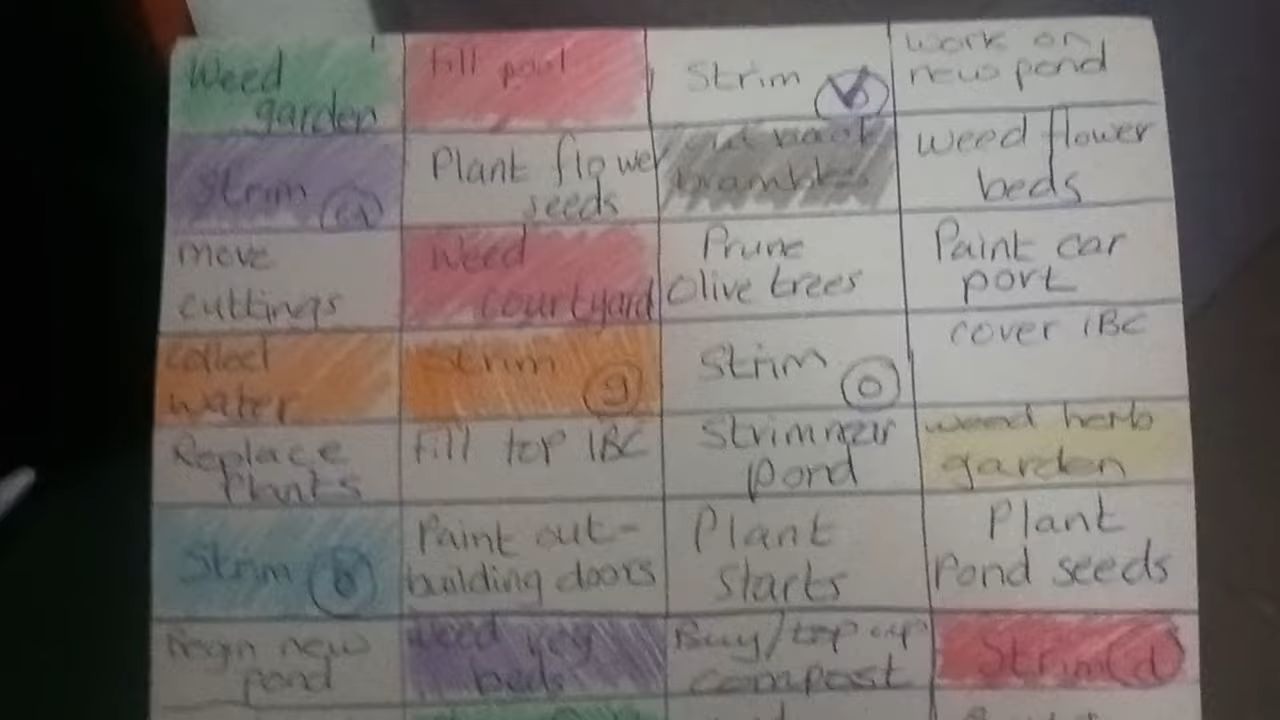 Weed garden
fill pool
Strim V
work on new pond
Strim a
Plant flower seeds
cut back brambles
Weed flower beds
move cuttings
Weed courtyard
Prune Olive trees
Paint car port
collect water
Strim g
Strim o
cover IBC
Replace Plants
Fill top IBC
Strim
pond
weed herb garden
Strim b
Paint out-building doors
Plant starts
Plant Pond seeds
Begin new pond
Weed veg beds
Buy/top up compost
Strim d